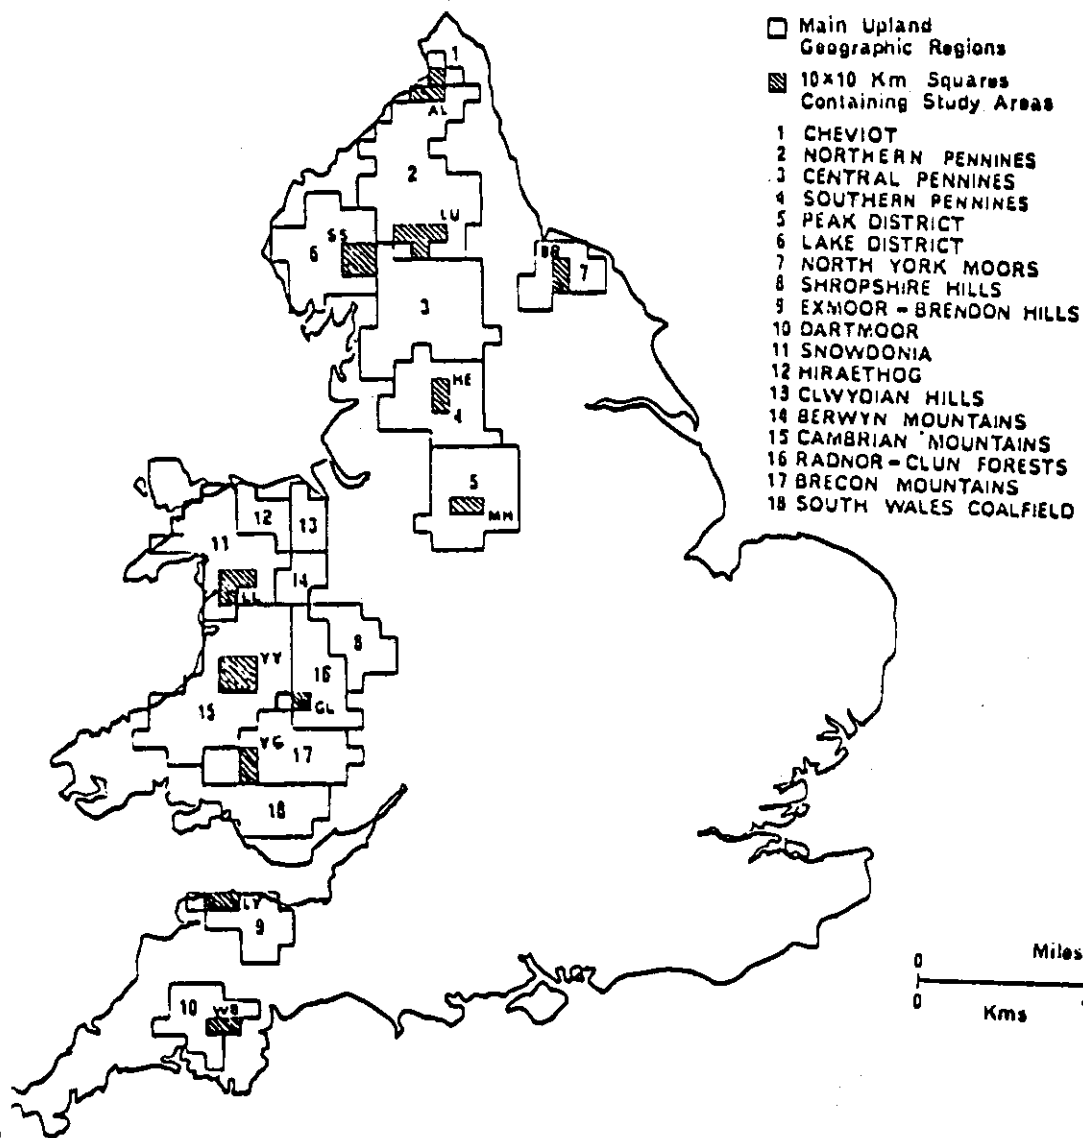 Main Upland
Geographic Regions
10×10 Km Squares
Containing Study Areas
1 CHEVIOT
2 NORTHERN PENNINES
3 CENTRAL PENNINES
4 SOUTHERN PENNINES
5 PEAK DISTRICT
6 LAKE DISTRICT
7 NORTH YORK MOORS
8 SHROPSHIRE HILLS
9 EXMOOR-BRENDON HILLS
10 DARTMOOR
11 SNOWDONIA
12 HIRAETHOG
13 CLWYDIAN HILLS
14 BERWYN MOUNTAINS
15 CAMBRIAN MOUNTAINS
16 RADNOR-CLUN FORESTS
17 BRECON MOUNTAINS
18 SOUTH WALES COALFIELD
1
AL
2
LU
SS
6
BR
7
3
HE
4
5
MH
12
13
11
14
LL
8
YY
16
GL
15
YG
17
18
LY
9
10
WB
0
Miles
0
Kms